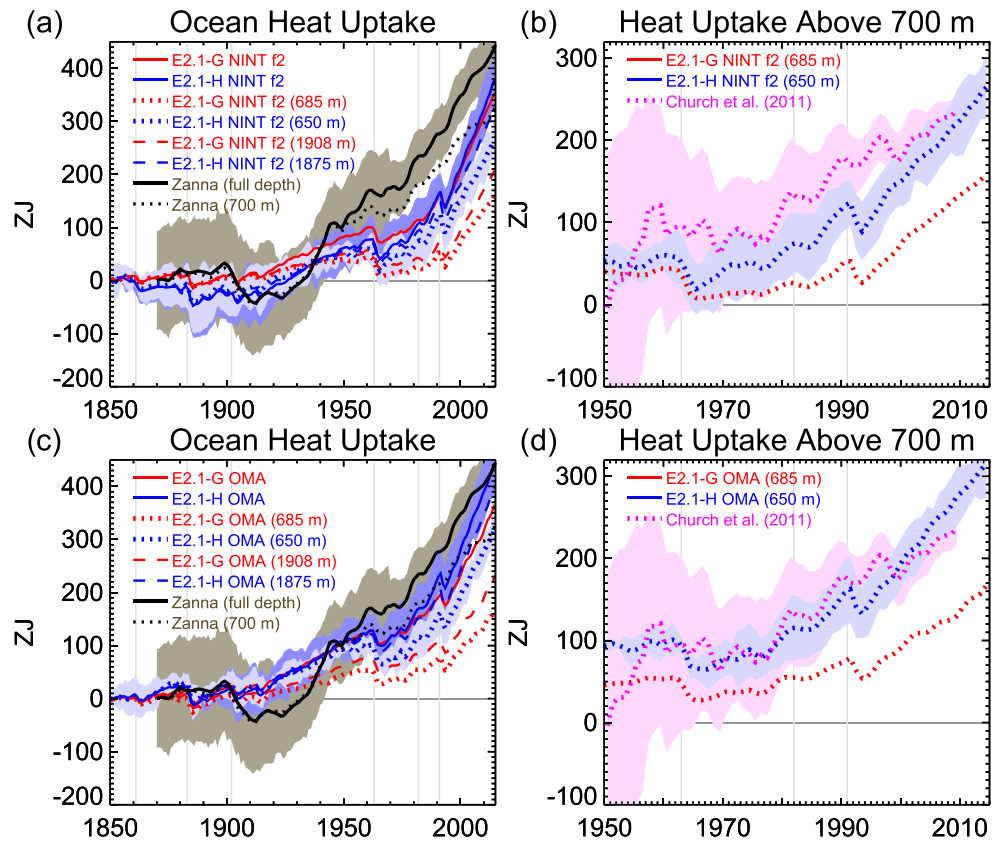 (a) Ocean Heat Uptake
E2.1-G NINT f2
E2.1-H NINT f2
E2.1-G NINT f2 (685 m)
E2.1-H NINT f2 (650 m)
E2.1-G NINT f2 (1908 m)
E2.1-H NINT f2 (1875 m)
Zanna (full depth)
Zanna (700 m)
ZJ
400
300
200
100
0
-100
-200
1850 1900 1950 2000
(b) Heat Uptake Above 700 m
E2.1-G NINT f2 (685 m)
E2.1-H NINT f2 (650 m)
Church et al. (2011)
ZJ
300
200
100
0
-100
1950 1970 1990 2010
(c) Ocean Heat Uptake
E2.1-G OMA
E2.1-H OMA
E2.1-G OMA (685 m)
E2.1-H OMA (650 m)
E2.1-G OMA (1908 m)
E2.1-H OMA (1875 m)
Zanna (full depth)
Zanna (700 m)
ZJ
400
300
200
100
0
-100
-200
1850 1900 1950 2000
(d) Heat Uptake Above 700 m
E2.1-G OMA (685 m)
E2.1-H OMA (650 m)
Church et al. (2011)
ZJ
300
200
100
0
-100
1950 1970 1990 2010